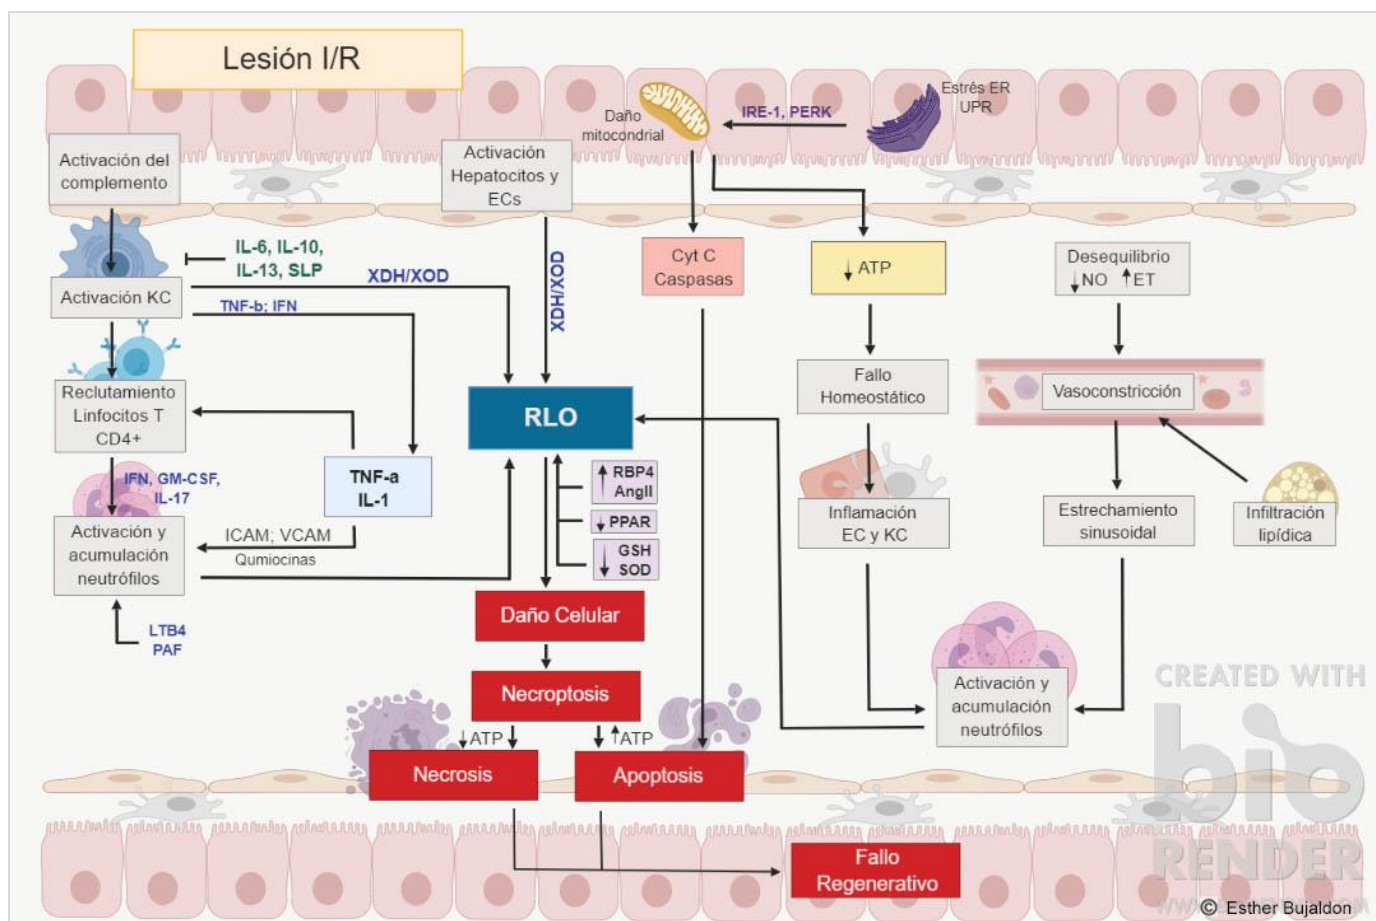 Lesión I/R
Activación del
complemento
Activación
Hepatocitos y
ECs
Daño
mitocondrial
IRE-1, PERK
Estrés ER
UPR
IL-6, IL-10,
IL-13, SLP
Activación KC
XDH/XOD
TNF-b; IFN
XDH/XOD
Cyt C
Caspasas
ATP
Desequilibrio
NO ET
Reclutamiento
Linfocitos T
CD4+
RLO
Fallo
Homeostático
Vasoconstricción
IFN, GM-CSF,
IL-17
TNF-a
IL-1
RBP4
AngII
PPAR
GSH
SOD
Activación y
acumulación
neutrófilos
ICAM; VCAM
Qumiocinas
Inflamación
EC y KC
Estrechamiento
sinusoidal
Infiltración
lipídica
LTB4
PAF
Daño Celular
Necroptosis
ATP
ATP
Necrosis
Apoptosis
Activación y
acumulación
neutrófilos
Fallo
Regenerativo
CREATED WITH
bio
RENDER
© Esther Bujaldon